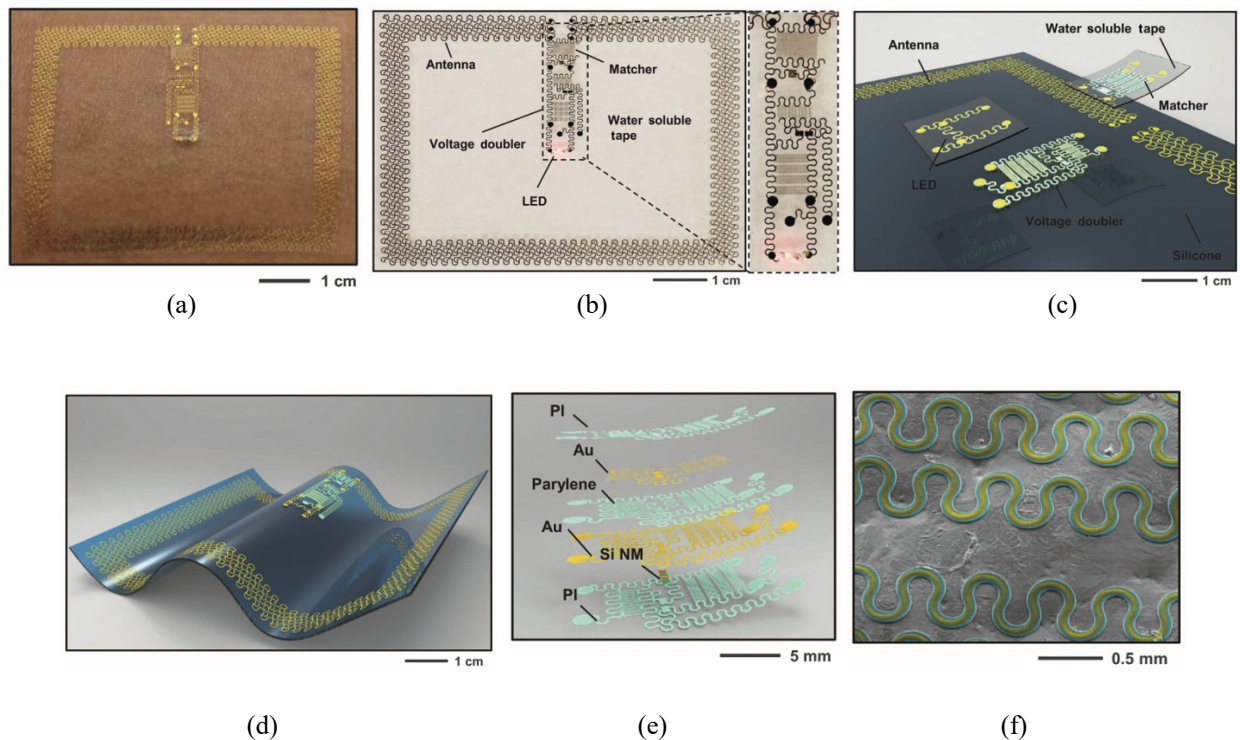 Antenna
Matcher
Voltage doubler
Water soluble
tape
LED
1 cm
1 cm
Water soluble tape
Antenna
Matcher
LED
Voltage doubler
Silicone
1 cm
(a)
(b)
(c)
PI
Au
Parylene
Au
Si NM
PI
1 cm
5 mm
0.5 mm
(d)
(e)
(f)